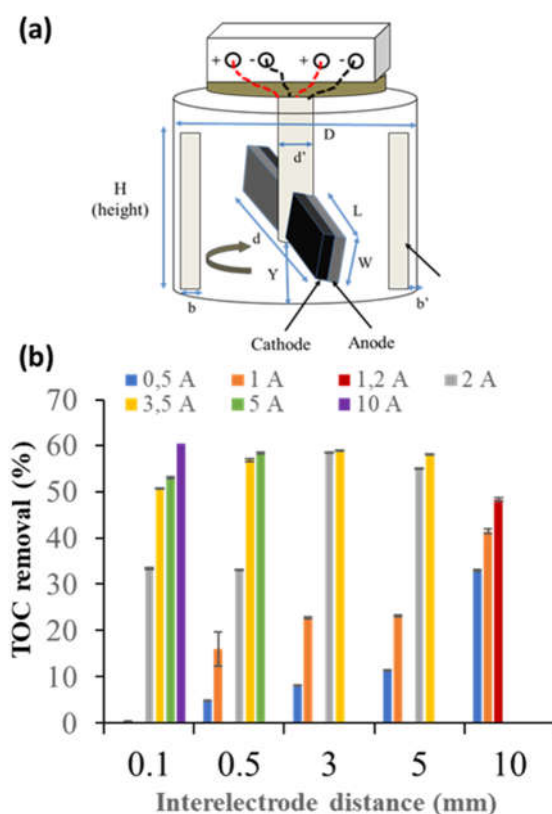 (a)
+ - + -
D
d'
H
(height)
L
d
W
Y
b
b'
Cathode
Anode
(b)
0,5 A 1 A 1,2 A 2 A
3,5 A 5 A 10 A
TOC removal (%)
70
60
50
40
30
20
10
0
0.1 0.5 3 5 10
Interelectrode distance (mm)